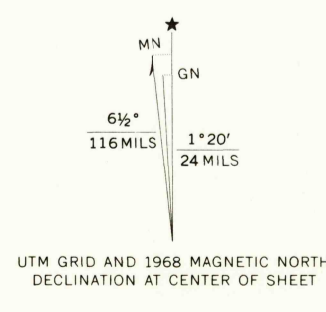 MN
GN
6½°
116 MILS
1°20′
24 MILS
UTM GRID AND 1968 MAGNETIC NORTH
DECLINATION AT CENTER OF SHEET